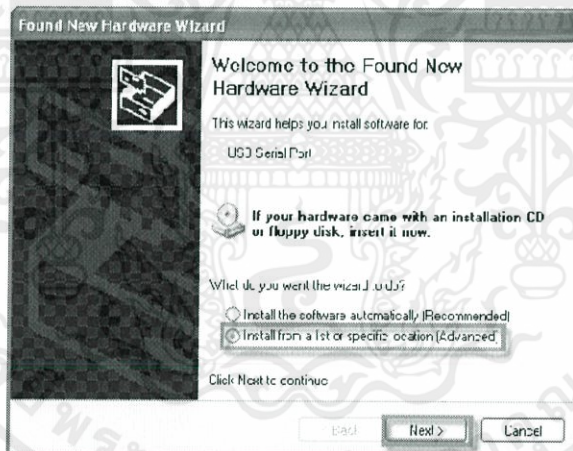 Found New Hardware Wizard
Welcome to the Found New
Hardware Wizard
This wizard helps you install software for:
USB Serial Port
If your hardware came with an installation CD
or floppy disk, insert it now.
What do you want the wizard to do?
Install the software automatically (Recommended)
Install from a list or specific location (Advanced)
Click Next to continue
Back
Next >
Cancel